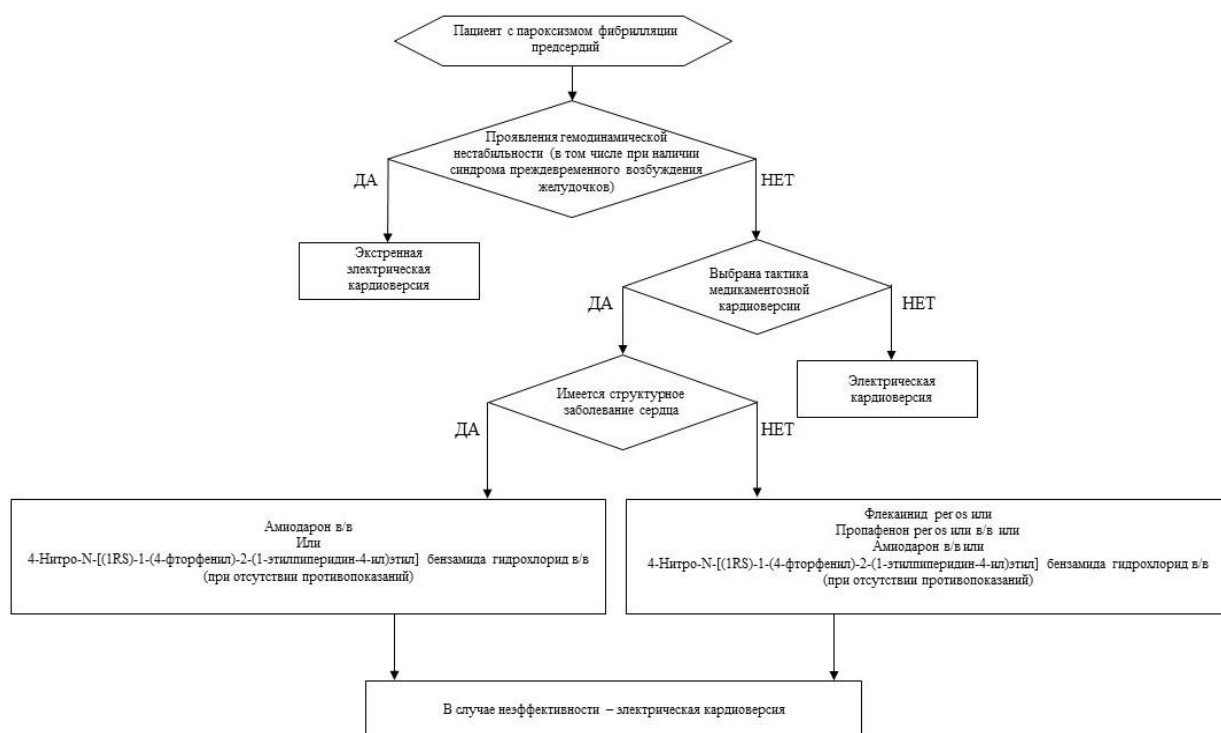 Пациент с пароксизмом фибрилляции
предсердий
Проявления гемодинамической
нестабильности (в том числе при наличии
синдрома преждевременного возбуждения
желудочков)
ДА
НЕТ
Экстренная
электрическая
кардиоверсия
Выбрана тактика
медикаментозной
кардиоверсии
ДА
НЕТ
Имеется структурное
заболевание сердца
Электрическая
кардиоверсия
ДА
НЕТ
Амиодарон в/в
Или
4-Нитро-N-[(1RS)-1-(4-фторфенил)-2-(1-этилпиперидин-4-ил)этил] бензамида гидрохлорид в/в
(при отсутствии противопоказаний)
Флекаинид per os или
Пропафенон per os или в/в или
Амиодарон в/в или
4-Нитро-N-[(1RS)-1-(4-фторфенил)-2-(1-этилпиперидин-4-ил)этил] бензамида гидрохлорид в/в
(при отсутствии противопоказаний)
В случае неэффективности – электрическая кардиоверсия